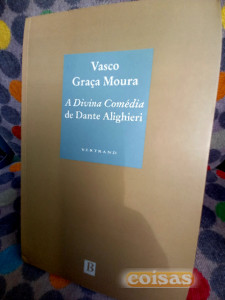 Vasco
Graça Moura
A Divina Comédia
de Dante Alighieri
BERTRAND
B
coisas